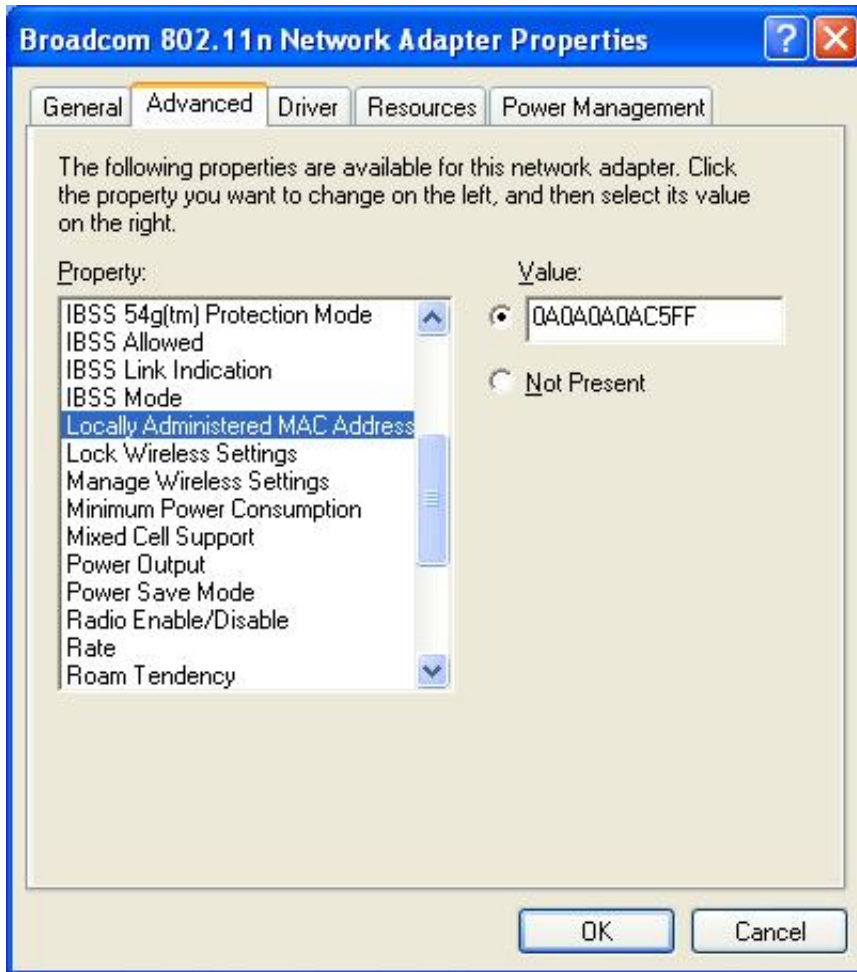 Broadcom 802.11n Network Adapter Properties
General Advanced Driver Resources Power Management
The following properties are available for this network adapter. Click
the property you want to change on the left, and then select its value
on the right.
Property:
Value:
IBSS 54g(tm) Protection Mode
IBSS Allowed
IBSS Link Indication
IBSS Mode
Locally Administered MAC Address
Lock Wireless Settings
Manage Wireless Settings
Minimum Power Consumption
Mixed Cell Support
Power Output
Power Save Mode
Radio Enable/Disable
Rate
Roam Tendency
0A0A0A0AC5FF
Not Present
OK
Cancel